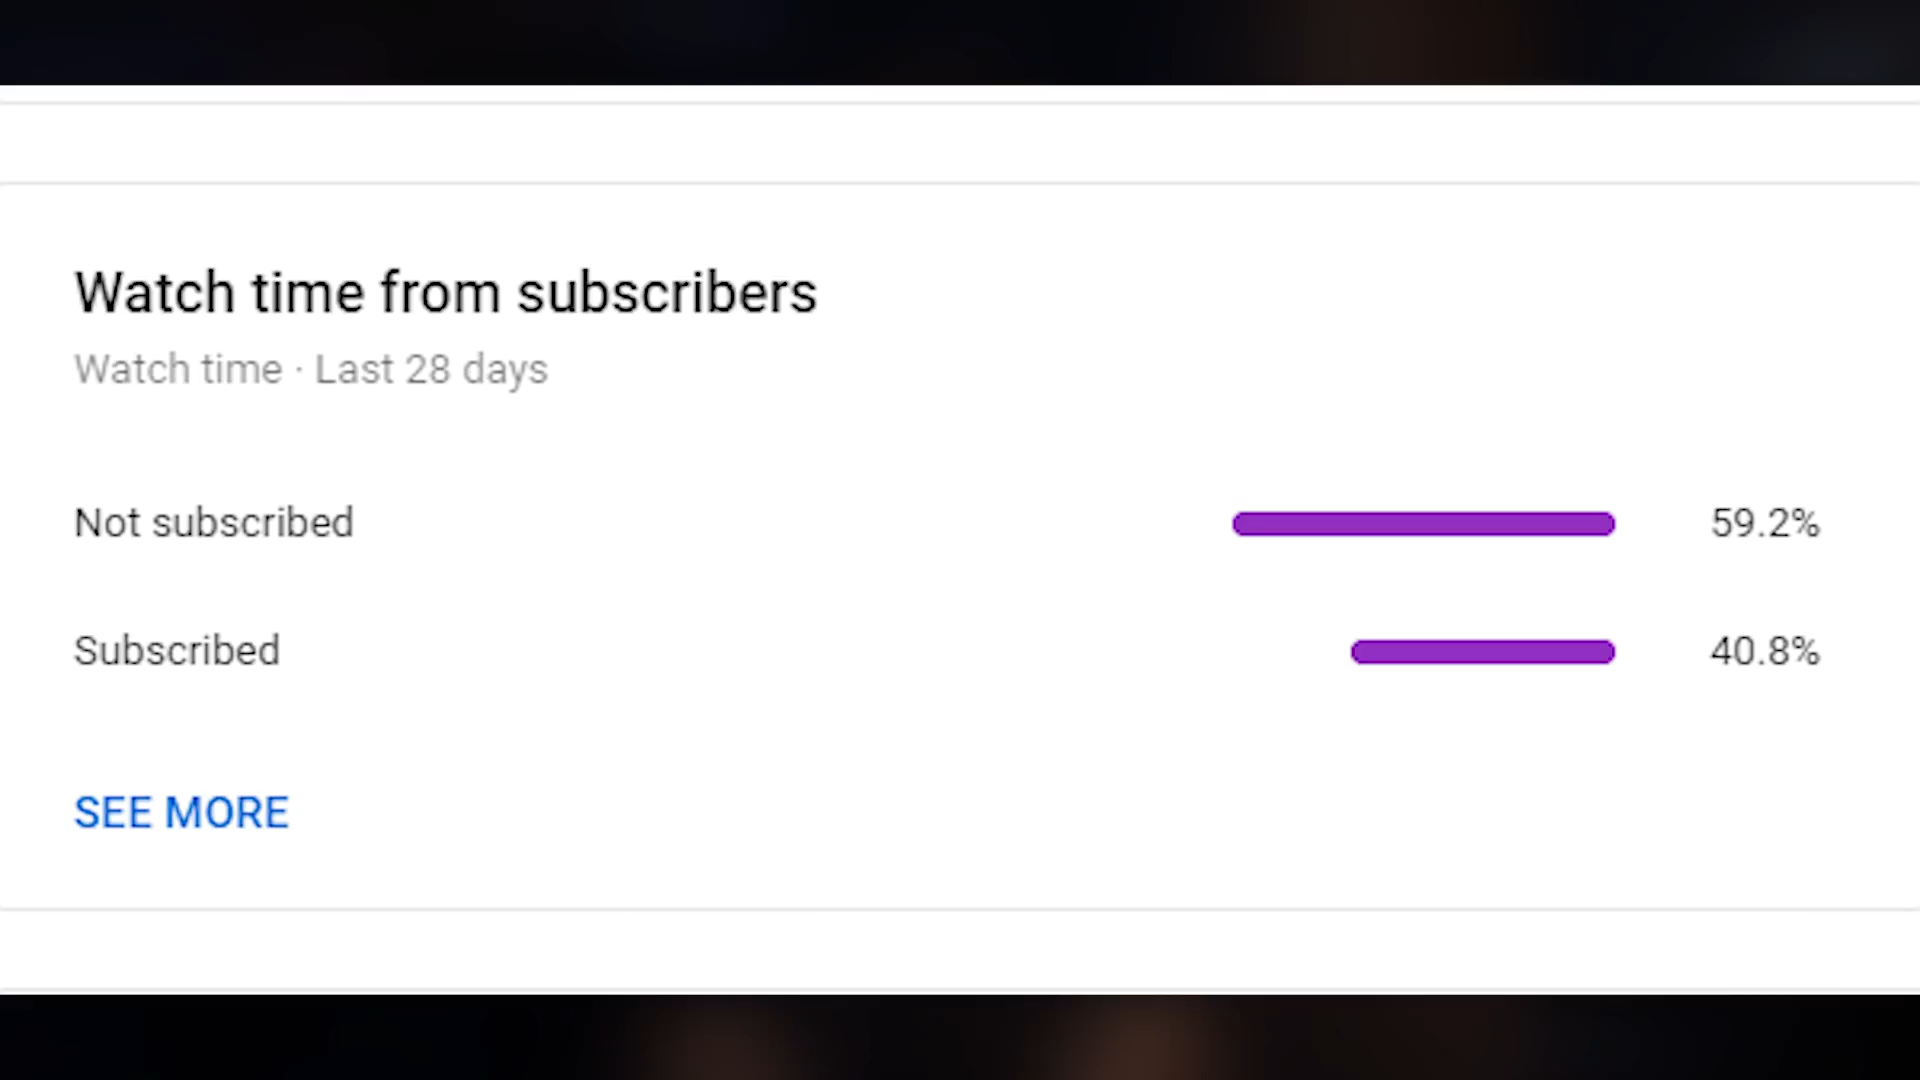 Watch time from subscribers
Watch time · Last 28 days
Not subscribed 59.2%
Subscribed 40.8%
SEE MORE